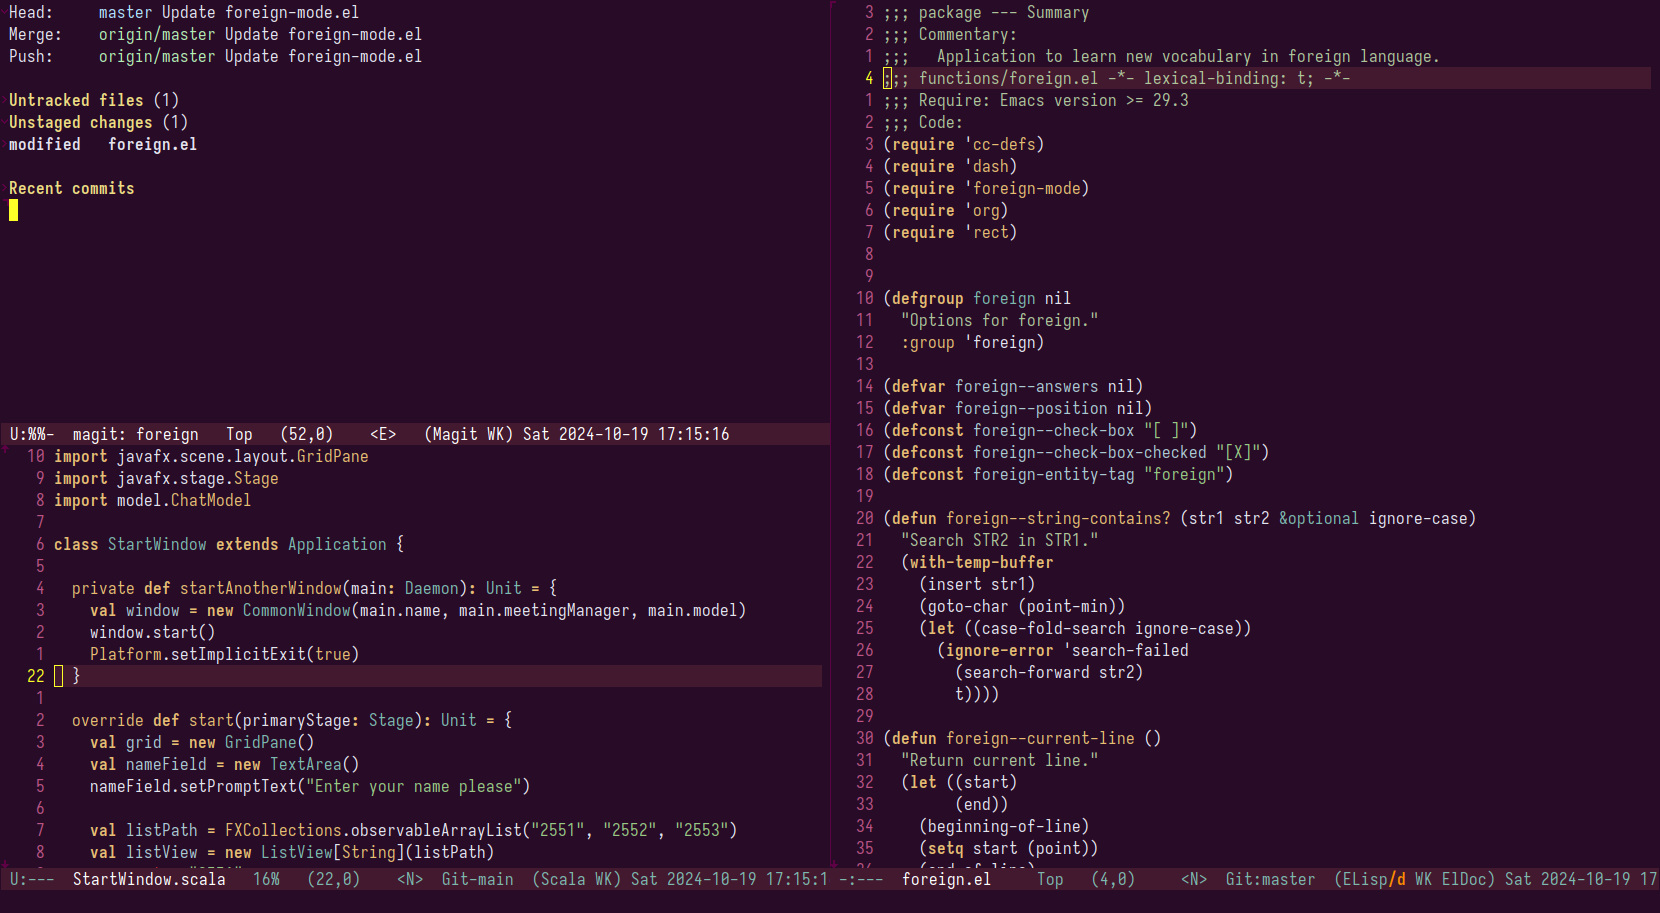 Head:     master Update foreign-mode.el
Merge:    origin/master Update foreign-mode.el
Push:     origin/master Update foreign-mode.el
Untracked files (1)
Unstaged changes (1)
modified   foreign.el
Recent commits
U:%%-  magit: foreign   Top   (52,0)    <E>   (Magit WK) Sat 2024-10-19 17:15:16
10 import javafx.scene.layout.GridPane
9 import javafx.stage.Stage
8 import model.ChatModel
7
6 class StartWindow extends Application {
5
4   private def startAnotherWindow(main: Daemon): Unit = {
3     val window = new CommonWindow(main.name, main.meetingManager, main.model)
2     window.start()
1     Platform.setImplicitExit(true)
22   }
1
2   override def start(primaryStage: Stage): Unit = {
3     val grid = new GridPane()
4     val nameField = new TextArea()
5     nameField.setPromptText("Enter your name please")
6
7     val listPath = FXCollections.observableArrayList("2551", "2552", "2553")
8     val listView = new ListView[String](listPath)
U:---  StartWindow.scala   16%   (22,0)    <N>  Git-main  (Scala WK) Sat 2024-10-19 17:15:1
3 ;;; package --- Summary
2 ;;; Commentary:
1 ;;;   Application to learn new vocabulary in foreign language.
4 ;;; functions/foreign.el -*- lexical-binding: t; -*-
1 ;;; Require: Emacs version >= 29.3
2 ;;; Code:
3 (require 'cc-defs)
4 (require 'dash)
5 (require 'foreign-mode)
6 (require 'org)
7 (require 'rect)
8
9
10 (defgroup foreign nil
11   "Options for foreign."
12   :group 'foreign)
13
14 (defvar foreign--answers nil)
15 (defvar foreign--position nil)
16 (defconst foreign--check-box "[ ]")
17 (defconst foreign--check-box-checked "[X]")
18 (defconst foreign-entity-tag "foreign")
19
20 (defun foreign--string-contains? (str1 str2 &optional ignore-case)
21   "Search STR2 in STR1."
22   (with-temp-buffer
23     (insert str1)
24     (goto-char (point-min))
25     (let ((case-fold-search ignore-case))
26       (ignore-error 'search-failed
27         (search-forward str2)
28         t))))
29
30 (defun foreign--current-line ()
31   "Return current line."
32   (let ((start)
33         (end))
34     (beginning-of-line)
35     (setq start (point))
36     (end-of-line)
-:---  foreign.el     Top   (4,0)     <N>  Git:master  (ELisp/d WK ElDoc) Sat 2024-10-19 17